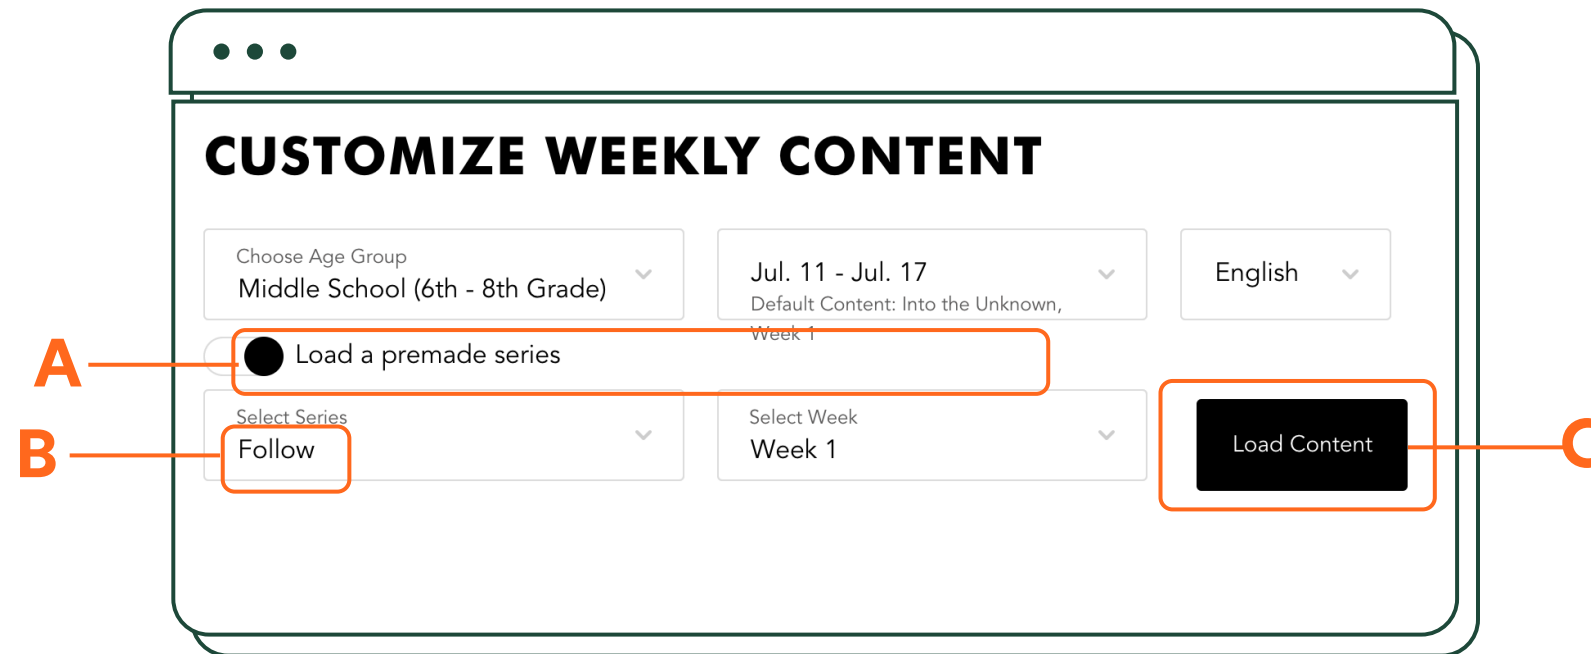 CUSTOMIZE WEEKLY CONTENT
Choose Age Group
Middle School (6th - 8th Grade)
Jul. 11 - Jul. 17
Default Content: Into the Unknown,
Week 1
English
A
Load a premade series
B
Select Series
Follow
Select Week
Week 1
Load Content
C